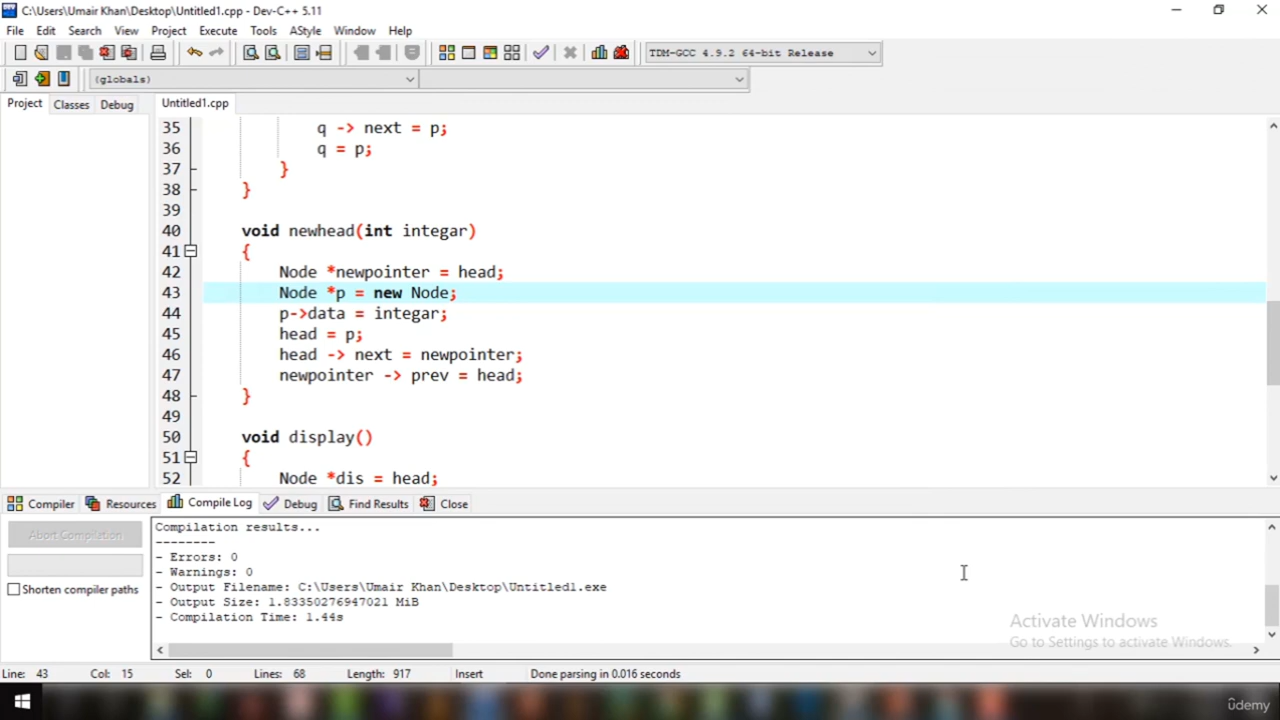 C:\Users\Umair Khan\Desktop\Untitled1.cpp - Dev-C++ 5.11
File Edit Search View Project Execute Tools AStyle Window Help
TDM-GCC 4.9.2 64-bit Release
(globals)
Project Classes Debug Untitled1.cpp
35 q -> next = p;
36 q = p;
37 }
38 }
39
40 void newhead(int integar)
41 {
42 Node *newpointer = head;
43 Node *p = new Node;
44 p->data = integar;
45 head = p;
46 head -> next = newpointer;
47 newpointer -> prev = head;
48 }
49
50 void display()
51 {
52 Node *dis = head;
Compiler Resources Compile Log Debug Find Results Close
Abort Compilation
Shorten compiler paths
Compilation results...
--------
- Errors: 0
- Warnings: 0
- Output Filename: C:\Users\Umair Khan\Desktop\Untitled1.exe
- Output Size: 1.83350276947021 MiB
- Compilation Time: 1.44s
Activate Windows
Go to Settings to activate Windows.
Line: 43 Col: 15 Sel: 0 Lines: 68 Length: 917 Insert Done parsing in 0.016 seconds
ûdemy